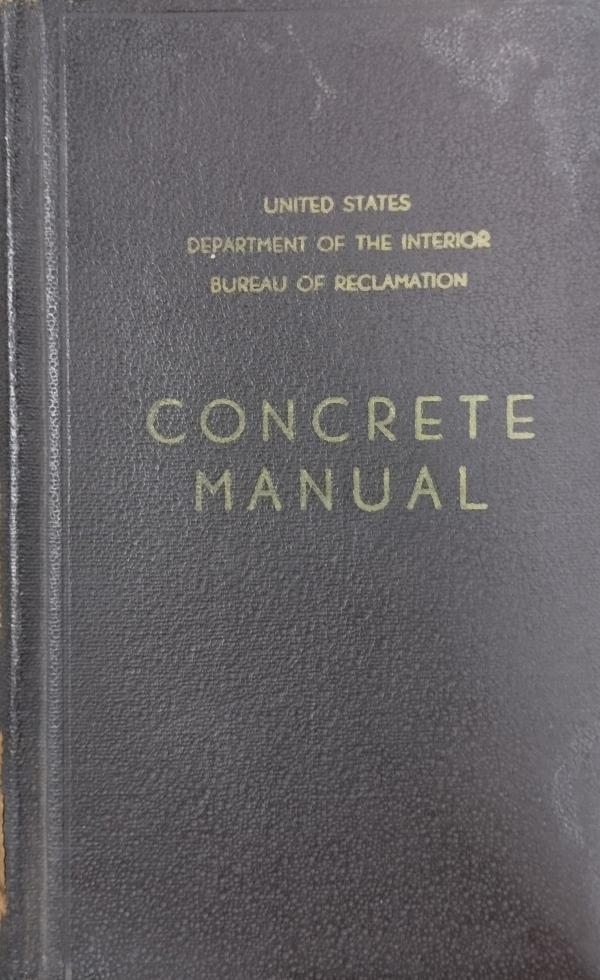 UNITED STATES
DEPARTMENT OF THE INTERIOR
BUREAU OF RECLAMATION
CONCRETE
MANUAL